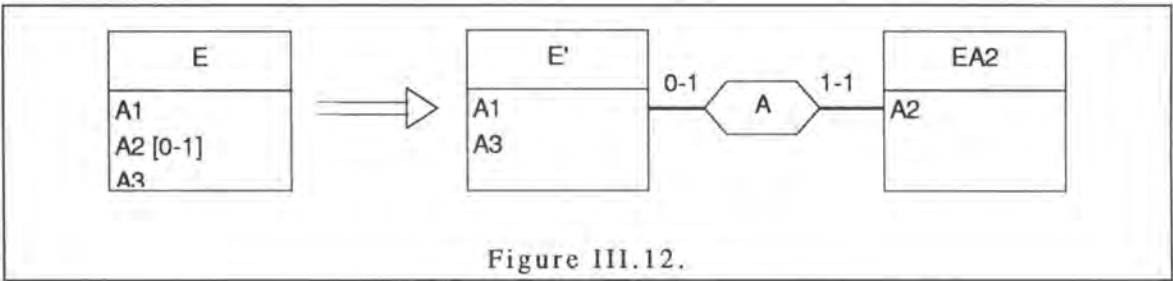 E
A1
A2 [0-1]
A3
E'
A1
A3
0-1
A
1-1
EA2
A2
Figure III.12.